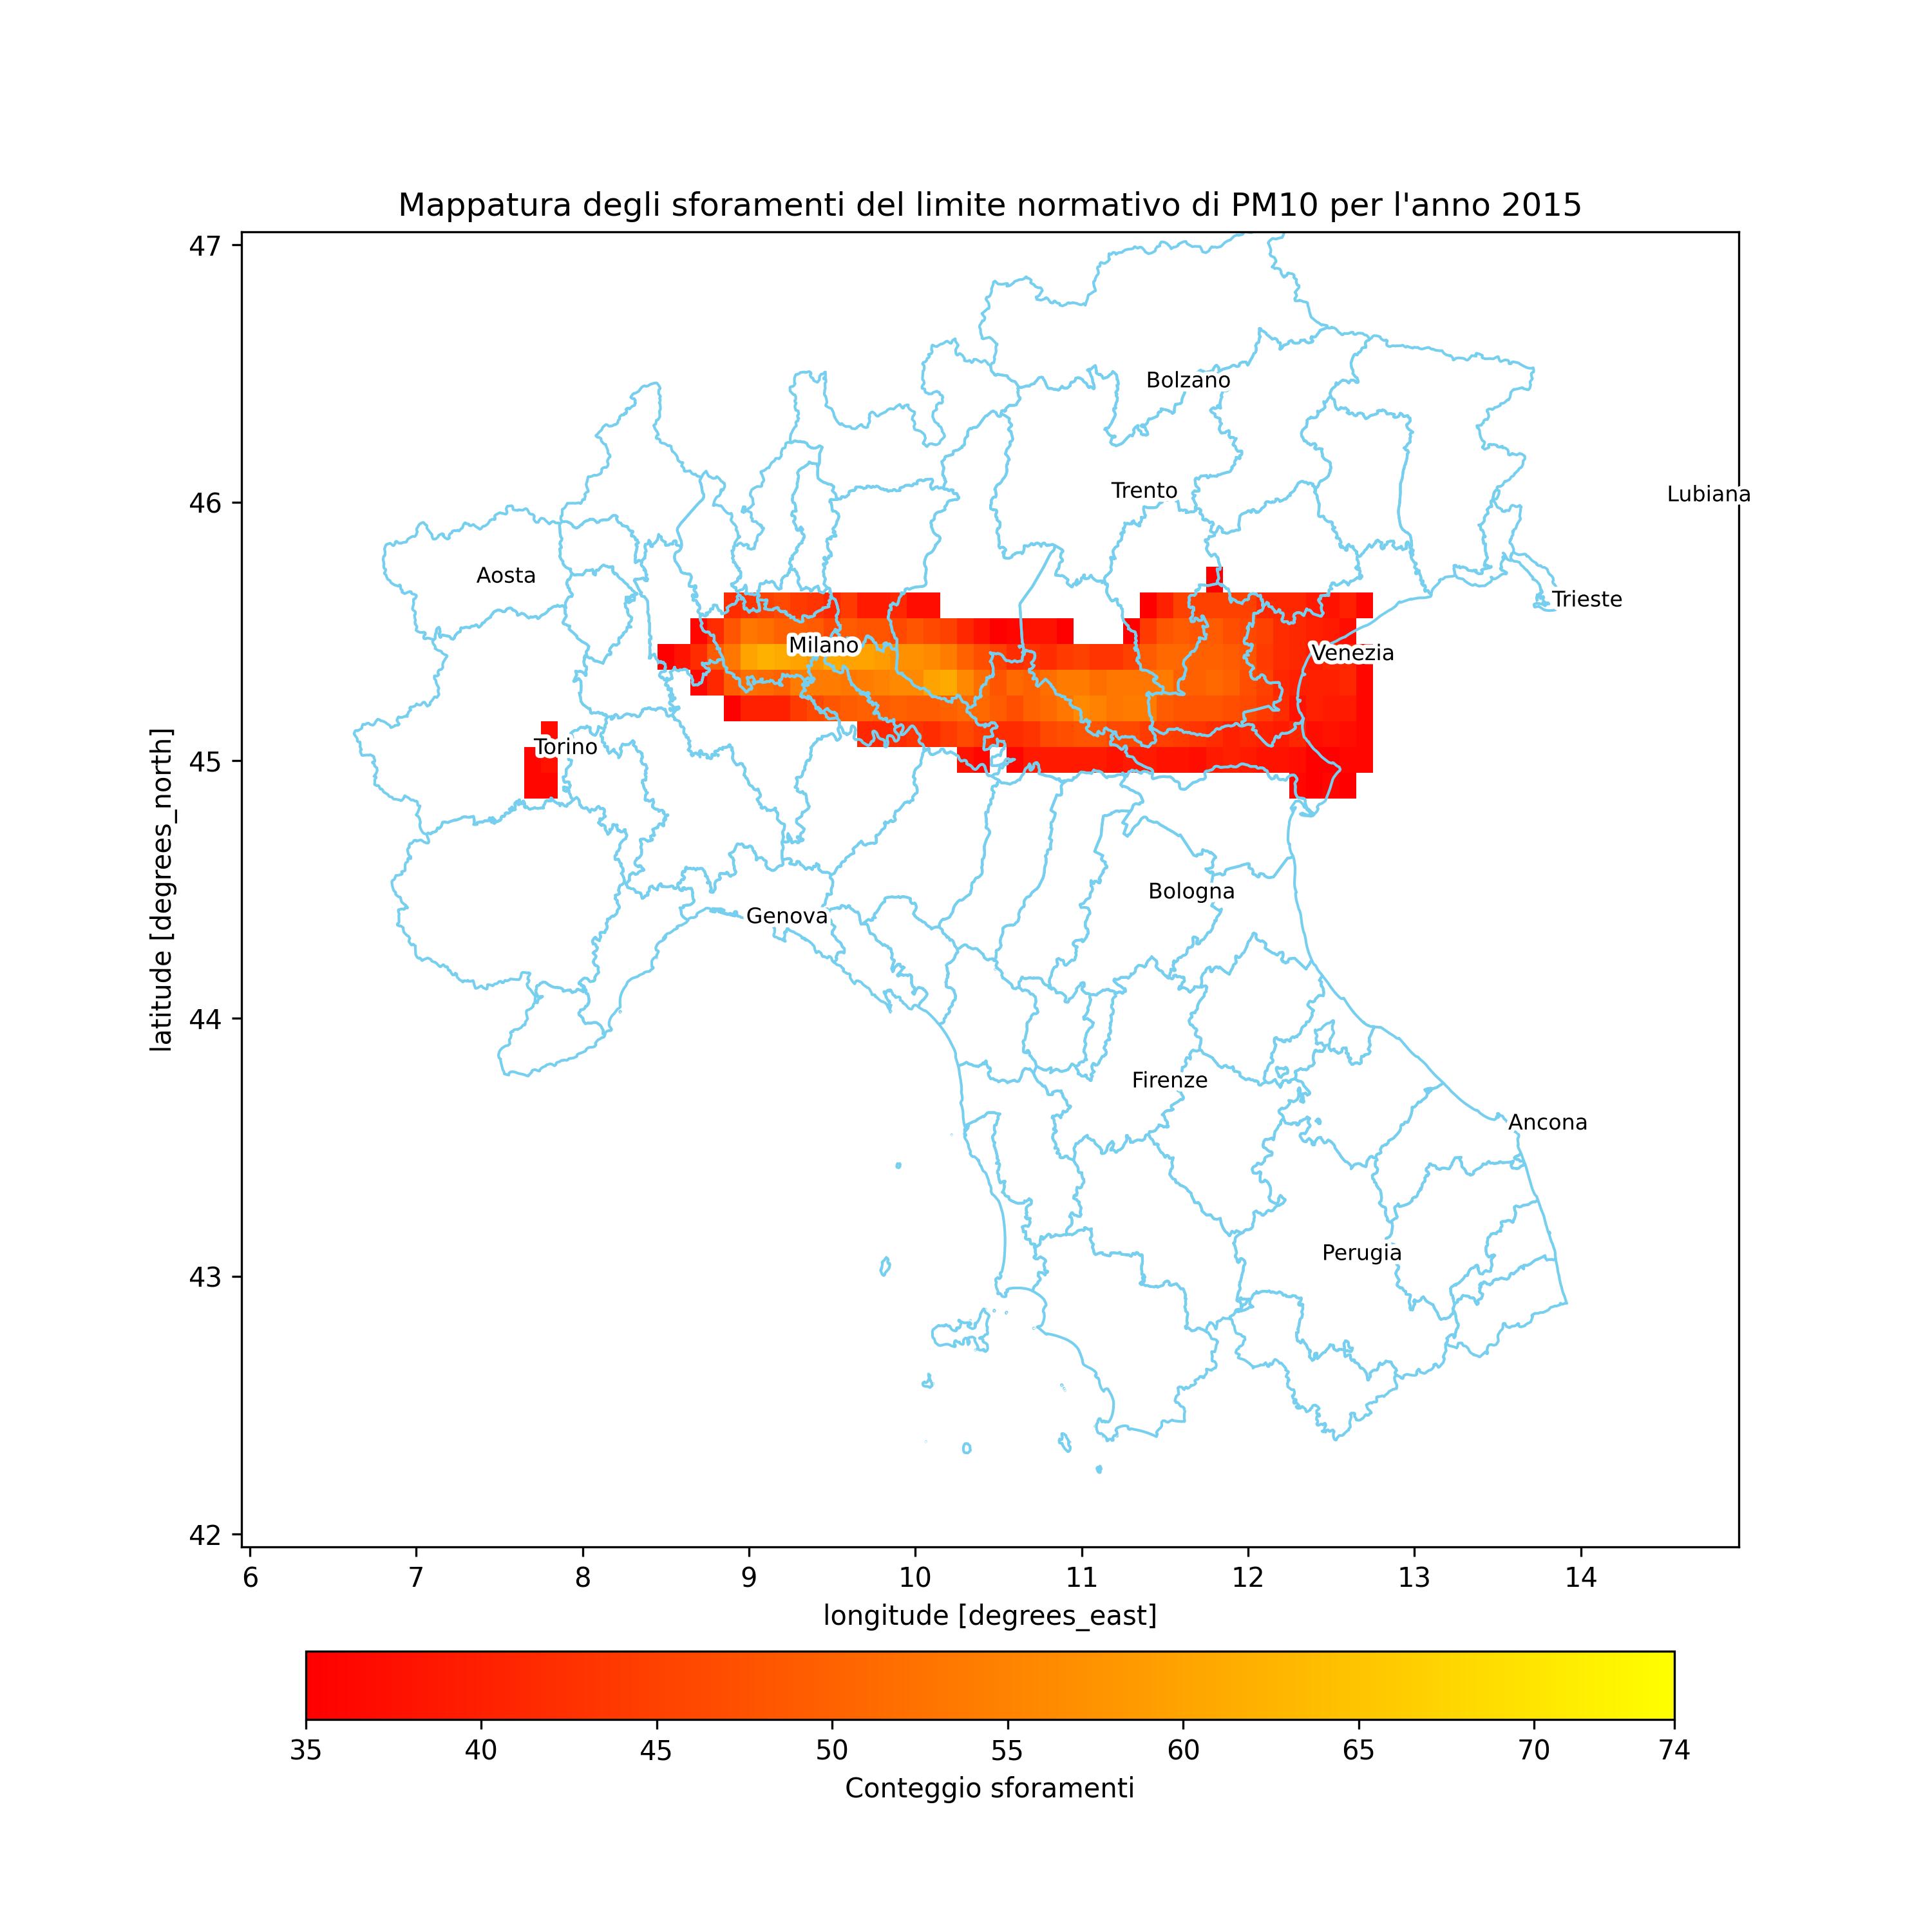 Mappatura degli sforamenti del limite normativo di PM10 per l'anno 2015
47
46
45
44
43
42
latitude [degrees_north]
Bolzano
Trento
Lubiana
Aosta
Trieste
Milano
Venezia
Torino
Bologna
Genova
Firenze
Ancona
Perugia
6 7 8 9 10 11 12 13 14
longitude [degrees_east]
35 40 45 50 55 60 65 70 74
Conteggio sforamenti